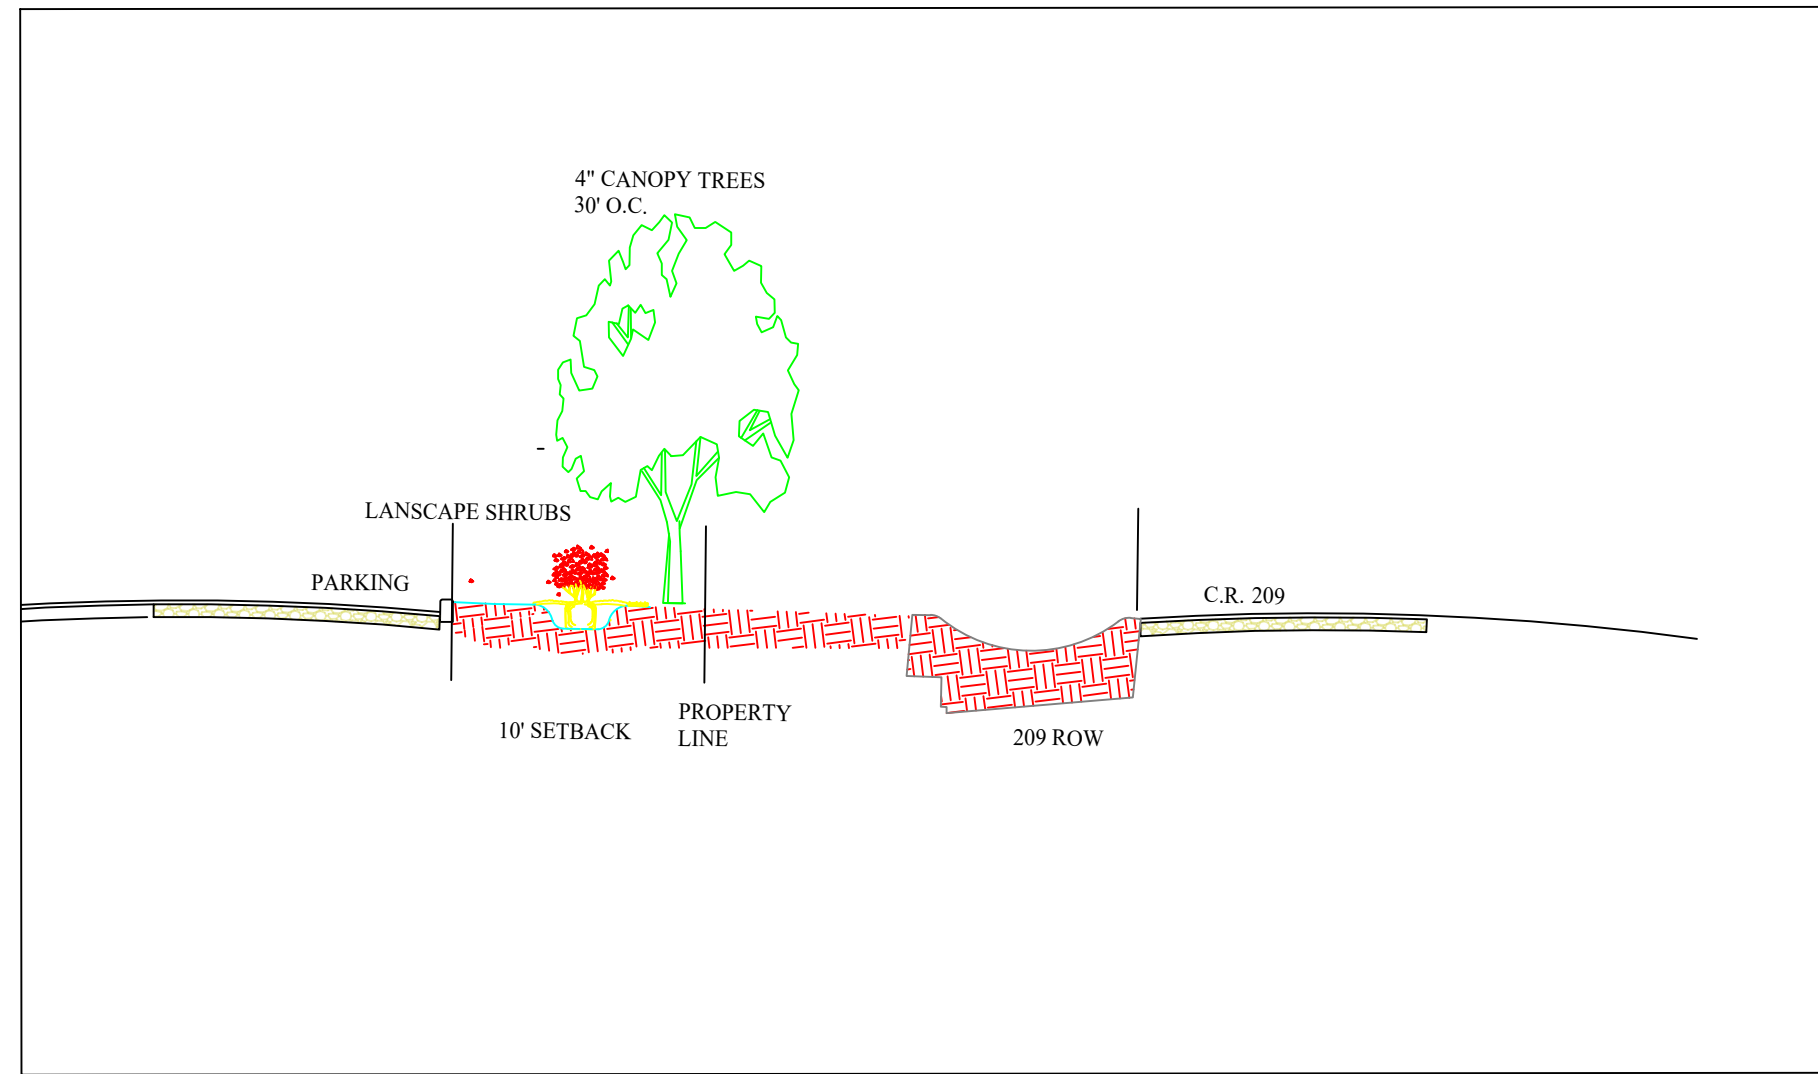 4" CANOPY TREES
30' O.C.
LANSCAPE SHRUBS
PARKING
C.R. 209
10' SETBACK
PROPERTY
LINE
209 ROW